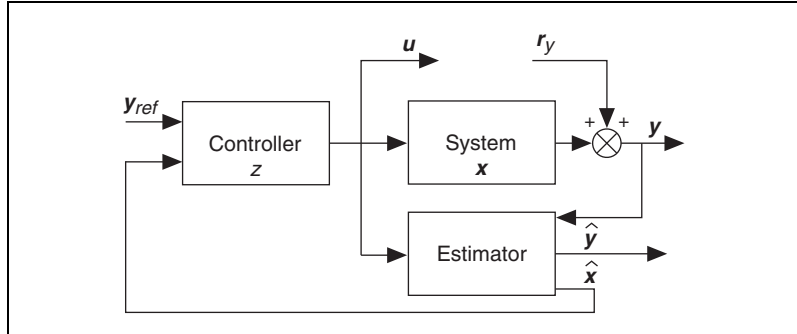 u
r_y
y_ref
Controller
z
System
x
+ +
y
Estimator
ŷ
x̂